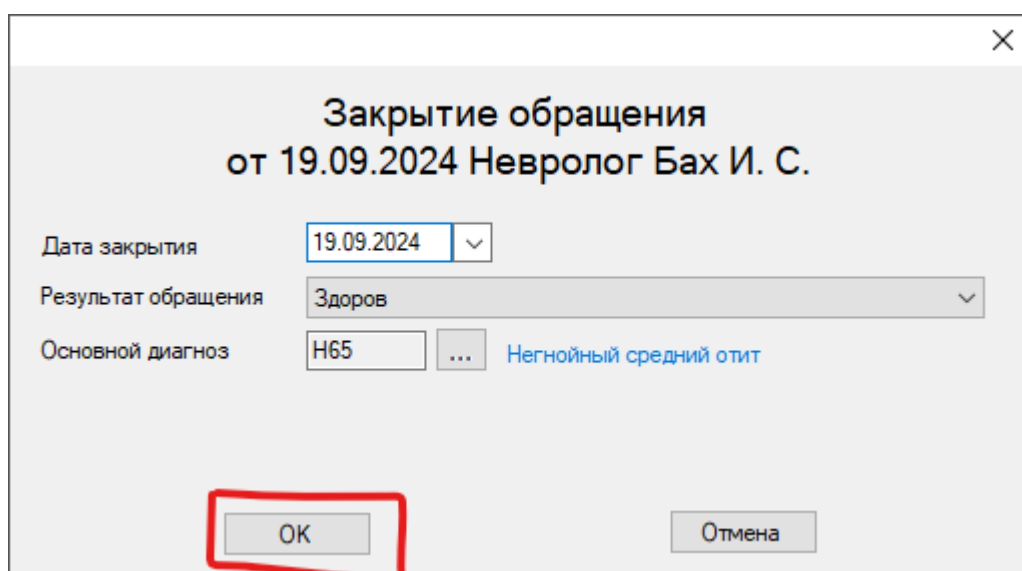 Закрытие обращения
от 19.09.2024 Невролог Бах И. С.
Дата закрытия 19.09.2024
Результат обращения Здоров
Основной диагноз H65 ... Негнойный средний отит
OK Отмена